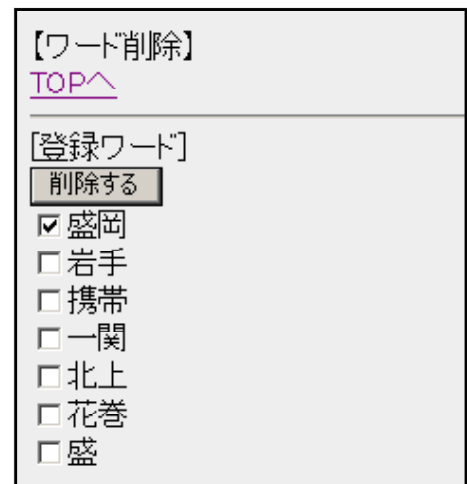 【ワード削除】
TOPへ
[登録ワード]
削除する
盛岡
岩手
携帯
一関
北上
花巻
盛